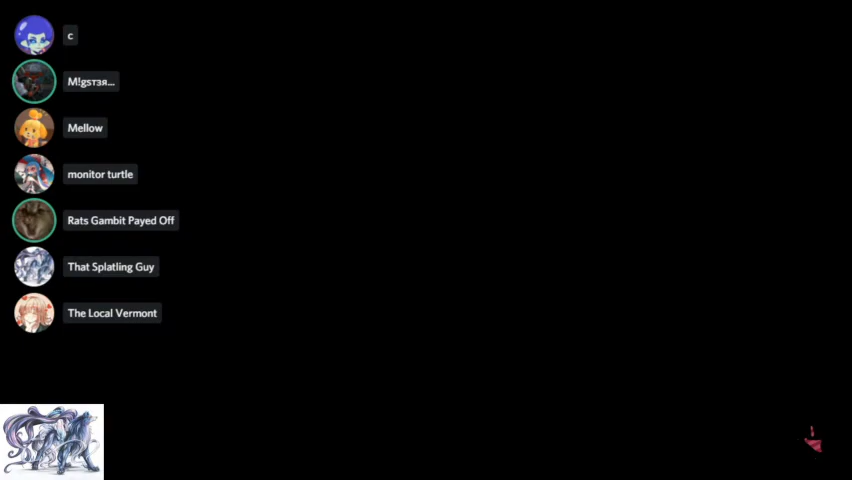 c
M!gsтзя...
Mellow
monitor turtle
Rats Gambit Payed Off
That Splatling Guy
The Local Vermont